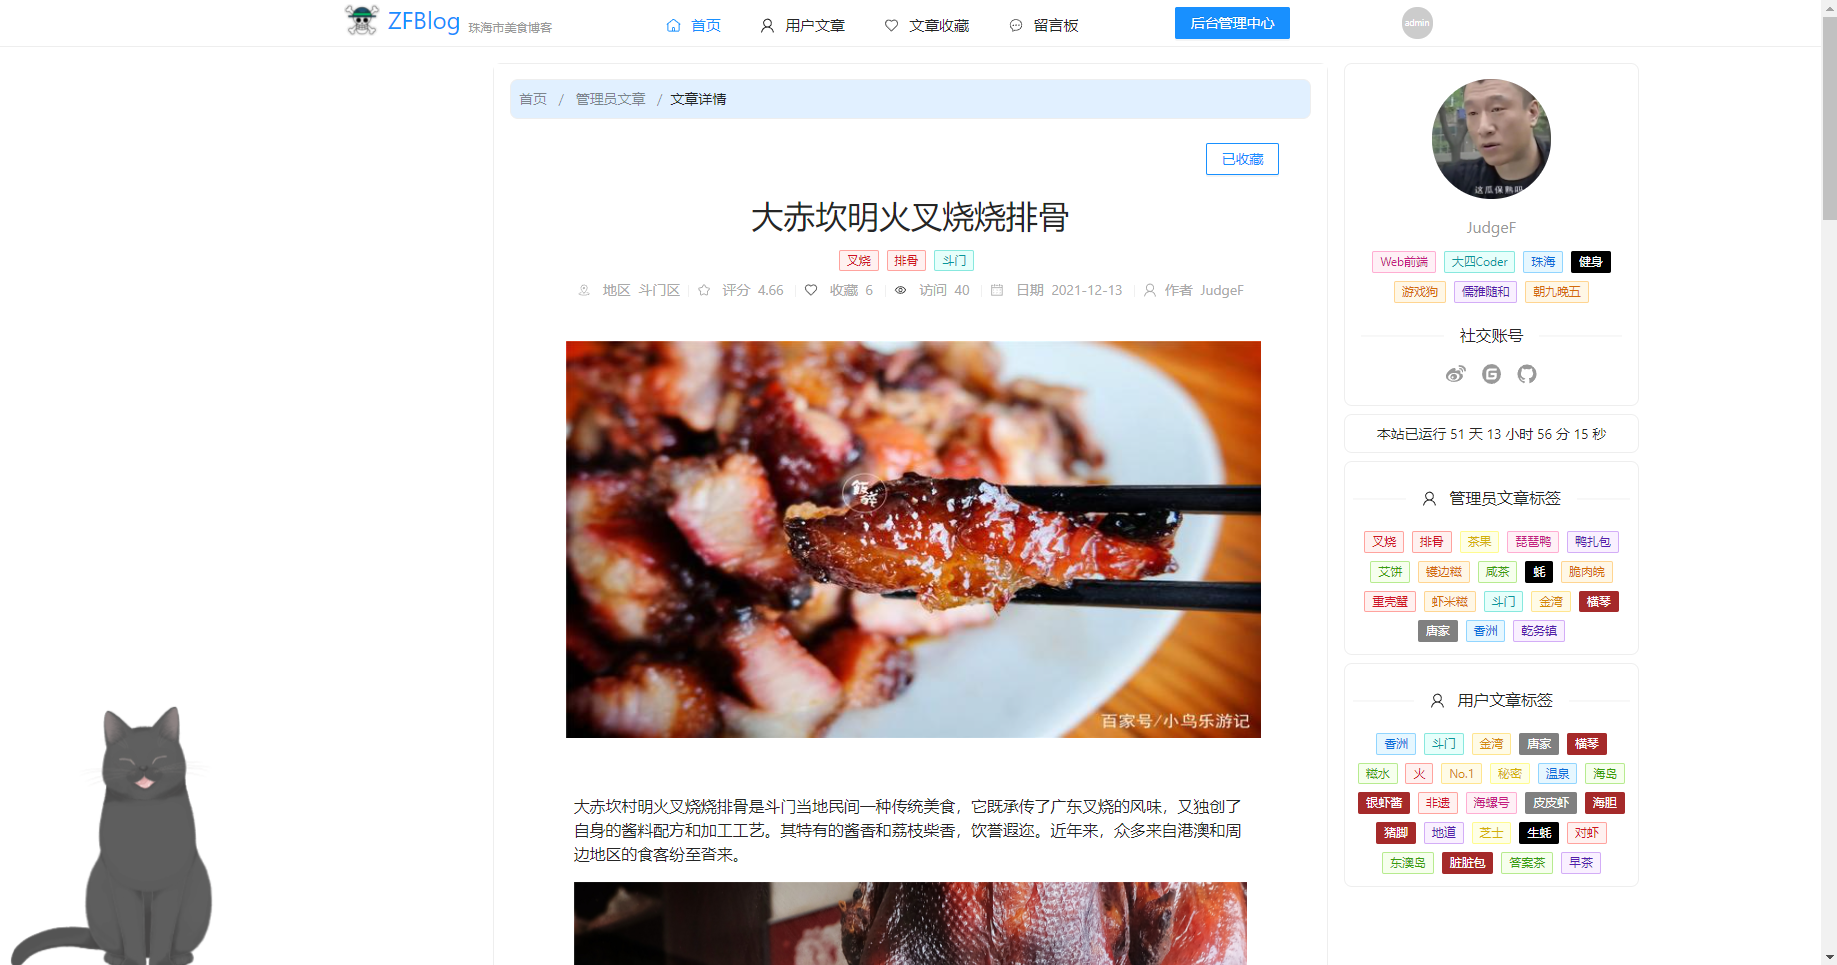 ZFBlog 珠海市美食博客 首页 用户文章 文章收藏 留言板 后台管理中心 admin
首页 / 管理员文章 / 文章详情
已收藏
大赤坎明火叉烧烧排骨
叉烧 排骨 斗门
地区 斗门区 评分 4.66 收藏 6 访问 40 日期 2021-12-13 作者 JudgeF
饭菜
百家号/小鸟乐游记
大赤坎村明火叉烧烧排骨是斗门当地民间一种传统美食，它既承传了广东叉烧的风味，又独创了
自身的酱料配方和加工工艺。其特有的酱香和荔枝柴香，饮誉遐迩。近年来，众多来自港澳和周
边地区的食客纷至沓来。
这瓜保熟吗
JudgeF
Web前端 大四Coder 珠海 健身
游戏狗 儒雅随和 朝九晚五
社交账号
本站已运行 51 天 13 小时 56 分 15 秒
管理员文章标签
叉烧 排骨 茶果 琵琶鸭 鸭扎包
艾饼 镬边糍 咸茶 蚝 脆肉皖
重壳蟹 虾米糍 斗门 金湾 横琴
唐家 香洲 乾务镇
用户文章标签
香洲 斗门 金湾 唐家 横琴
糍水 火 No.1 秘密 温泉 海岛
银虾酱 非遗 海螺号 皮皮虾 海胆
猪脚 地道 芝士 生蚝 对虾
东澳岛 脏脏包 答案茶 早茶